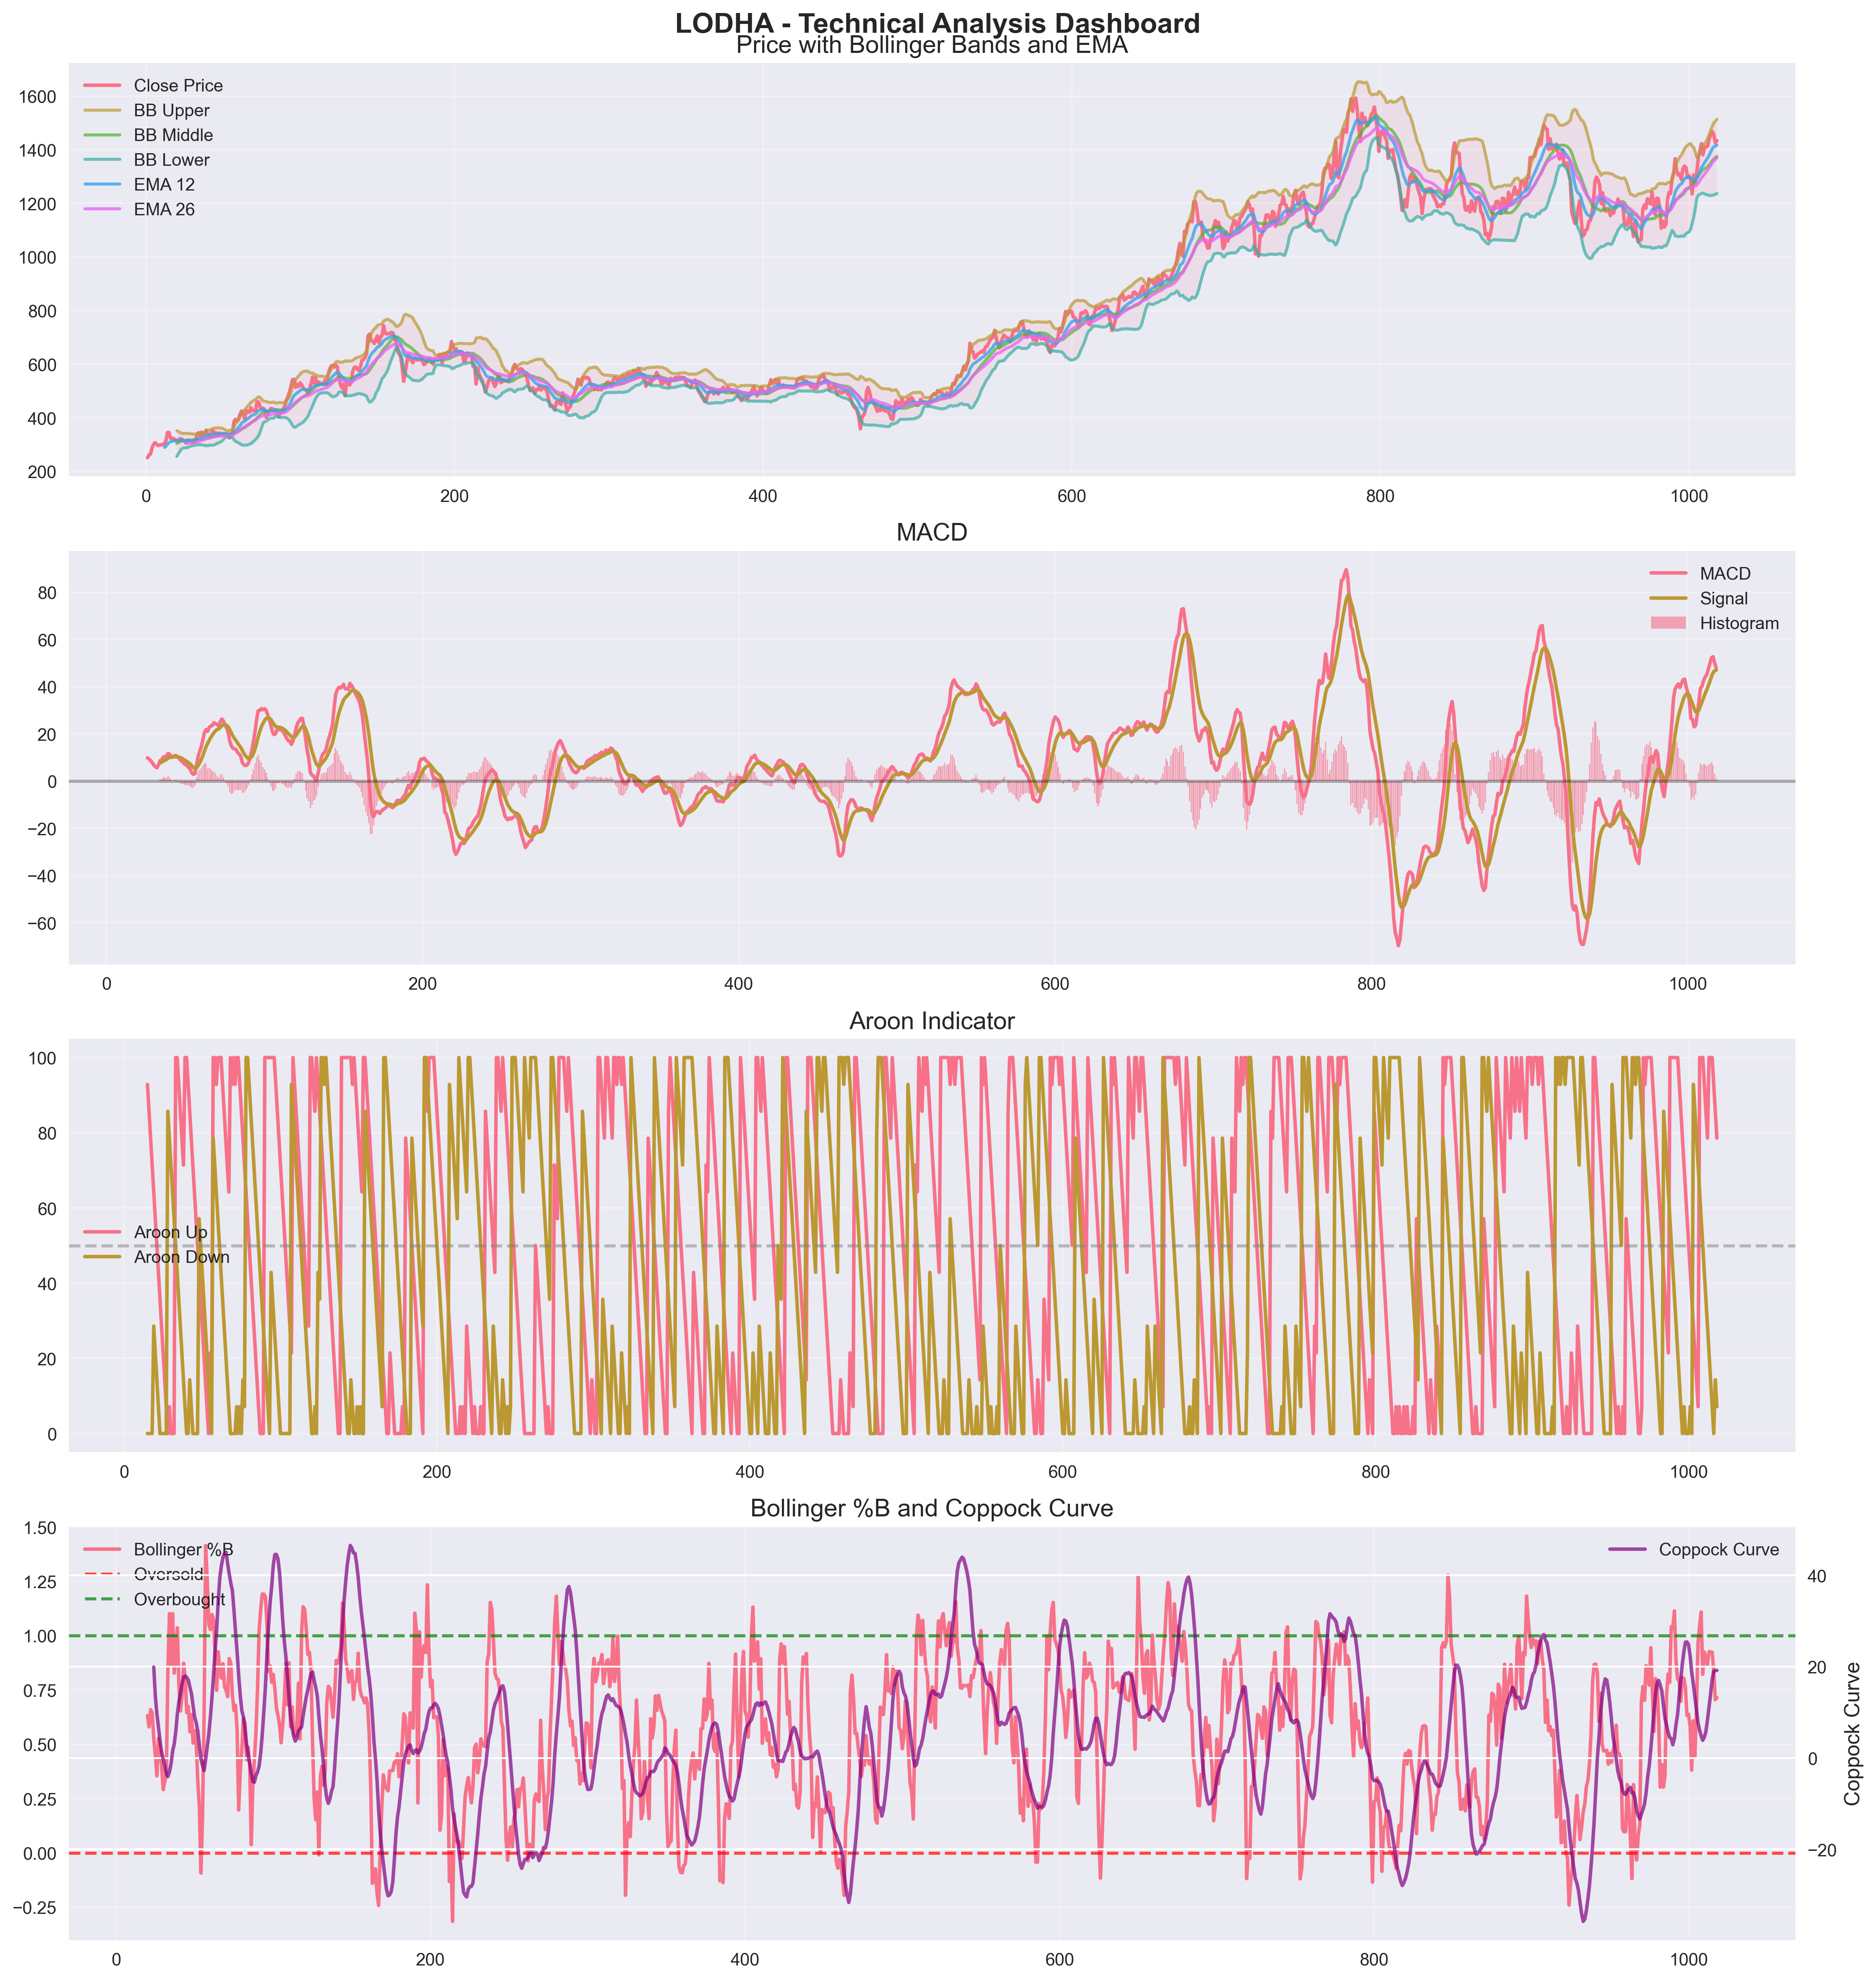 LODHA - Technical Analysis Dashboard
Price with Bollinger Bands and EMA
Close Price
BB Upper
BB Middle
BB Lower
EMA 12
EMA 26
1600
1400
1200
1000
800
600
400
200
0 200 400 600 800 1000
MACD
MACD
Signal
Histogram
80
60
40
20
0
−20
−40
−60
0 200 400 600 800 1000
Aroon Indicator
100
80
60
40
20
0
Aroon Up
Aroon Down
0 200 400 600 800 1000
Bollinger %B and Coppock Curve
Bollinger %B
Oversold
Overbought
Coppock Curve
1.50
1.25
1.00
0.75
0.50
0.25
0.00
−0.25
40
20
0
−20
Coppock Curve
0 200 400 600 800 1000